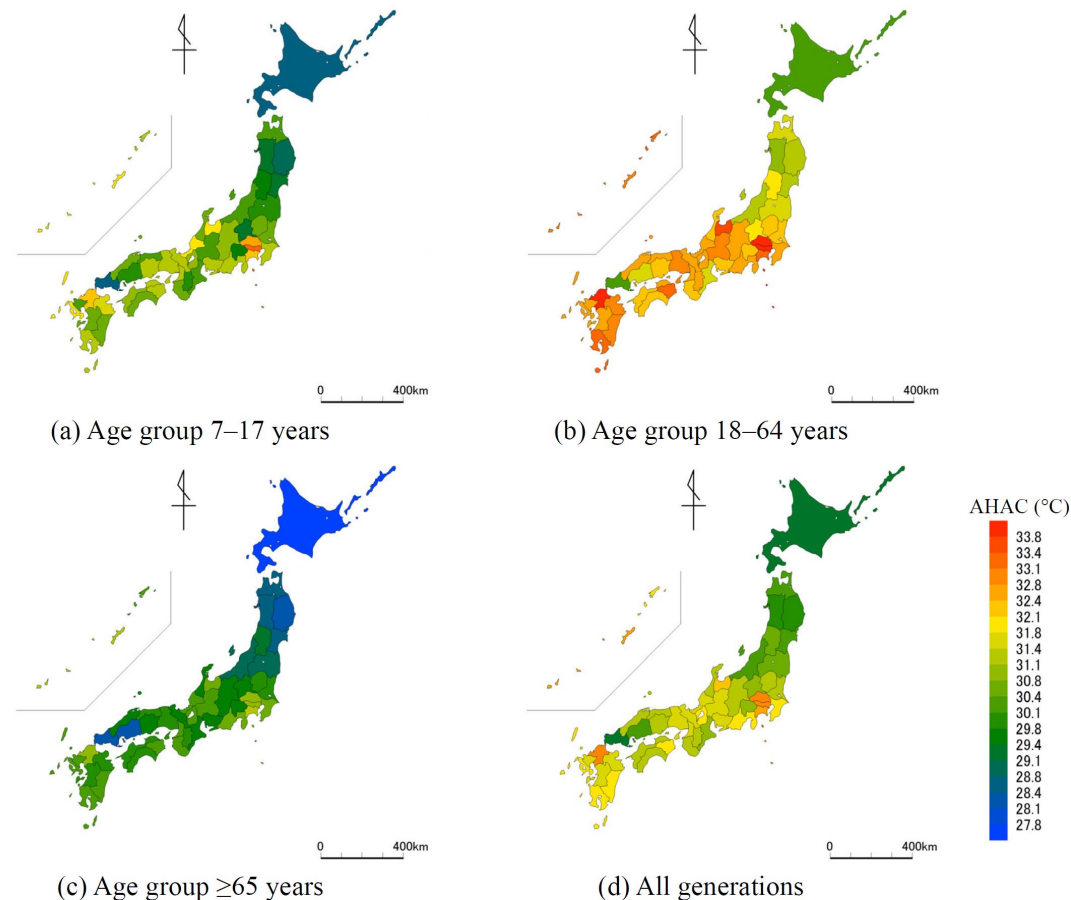 0 400km
0 400km
(a) Age group 7–17 years
(b) Age group 18–64 years
AHAC (°C)
33.8
33.4
33.1
32.8
32.4
32.1
31.8
31.4
31.1
30.8
30.4
30.1
29.8
29.4
29.1
28.8
28.4
28.1
27.8
0 400km
0 400km
(c) Age group ≥65 years
(d) All generations